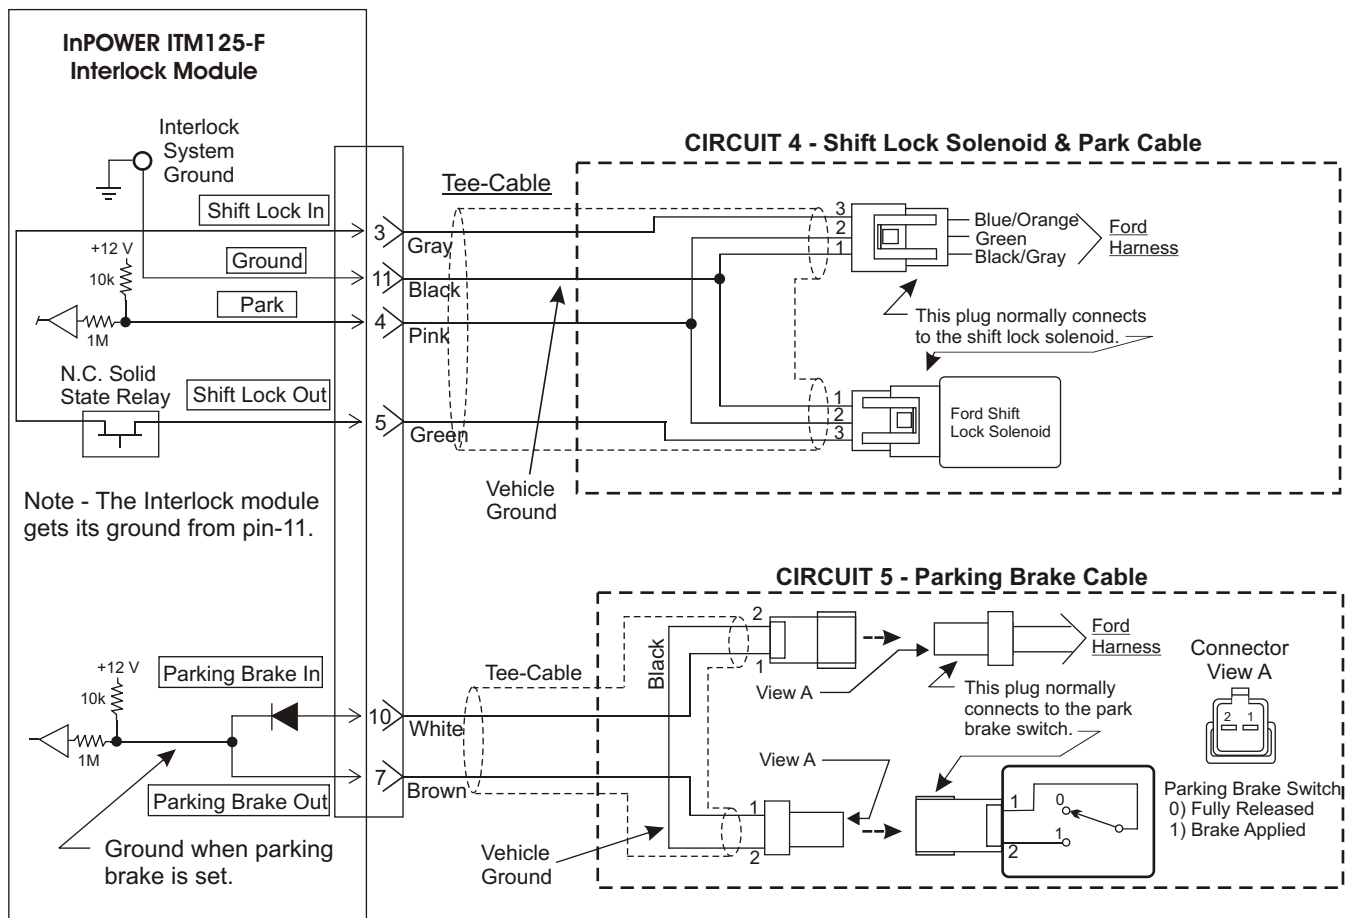 InPOWER ITM125-F
Interlock Module
Interlock
System
Ground
CIRCUIT 4 - Shift Lock Solenoid & Park Cable
Tee-Cable
Shift Lock In
3
Gray
+12 V
10k
Ground
11
Black
Park
4
Pink
1M
N.C. Solid
State Relay
Shift Lock Out
5
Green
3
2
1
Blue/Orange
Green
Black/Gray
Ford
Harness
This plug normally connects
to the shift lock solenoid.
1
2
3
Ford Shift
Lock Solenoid
Vehicle
Ground
Note - The Interlock module
gets its ground from pin-11.
CIRCUIT 5 - Parking Brake Cable
+12 V
10k
1M
Parking Brake In
10
White
7
Brown
Parking Brake Out
Ground when parking
brake is set.
Tee-Cable
Black
2
1
View A
Ford
Harness
This plug normally
connects to the park
brake switch.
Connector
View A
2 1
View A
1
2
Vehicle
Ground
1
2
0
1
Parking Brake Switch
0) Fully Released
1) Brake Applied